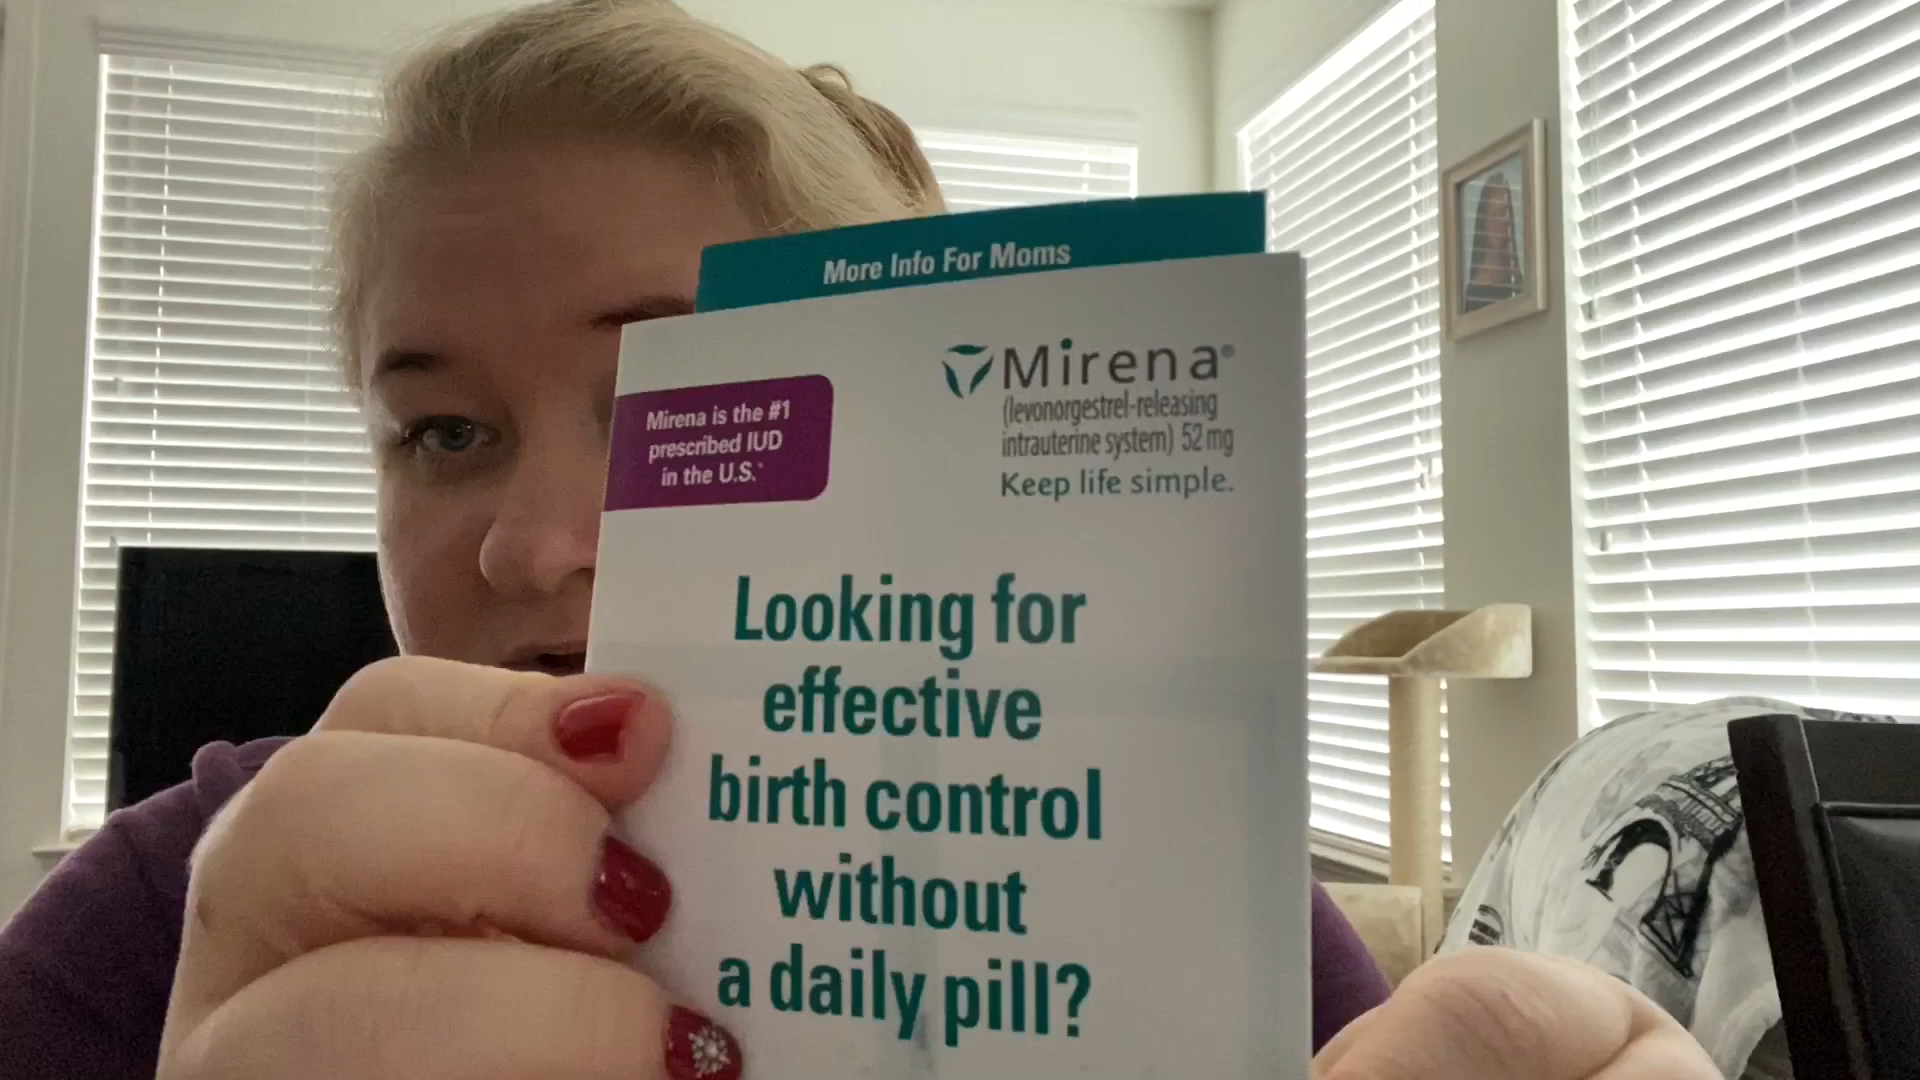 More Info For Moms
Mirena®
(levonorgestrel-releasing
intrauterine system) 52 mg
Keep life simple.
Mirena is the #1
prescribed IUD
in the U.S.*
Looking for
effective
birth control
without
a daily pill?